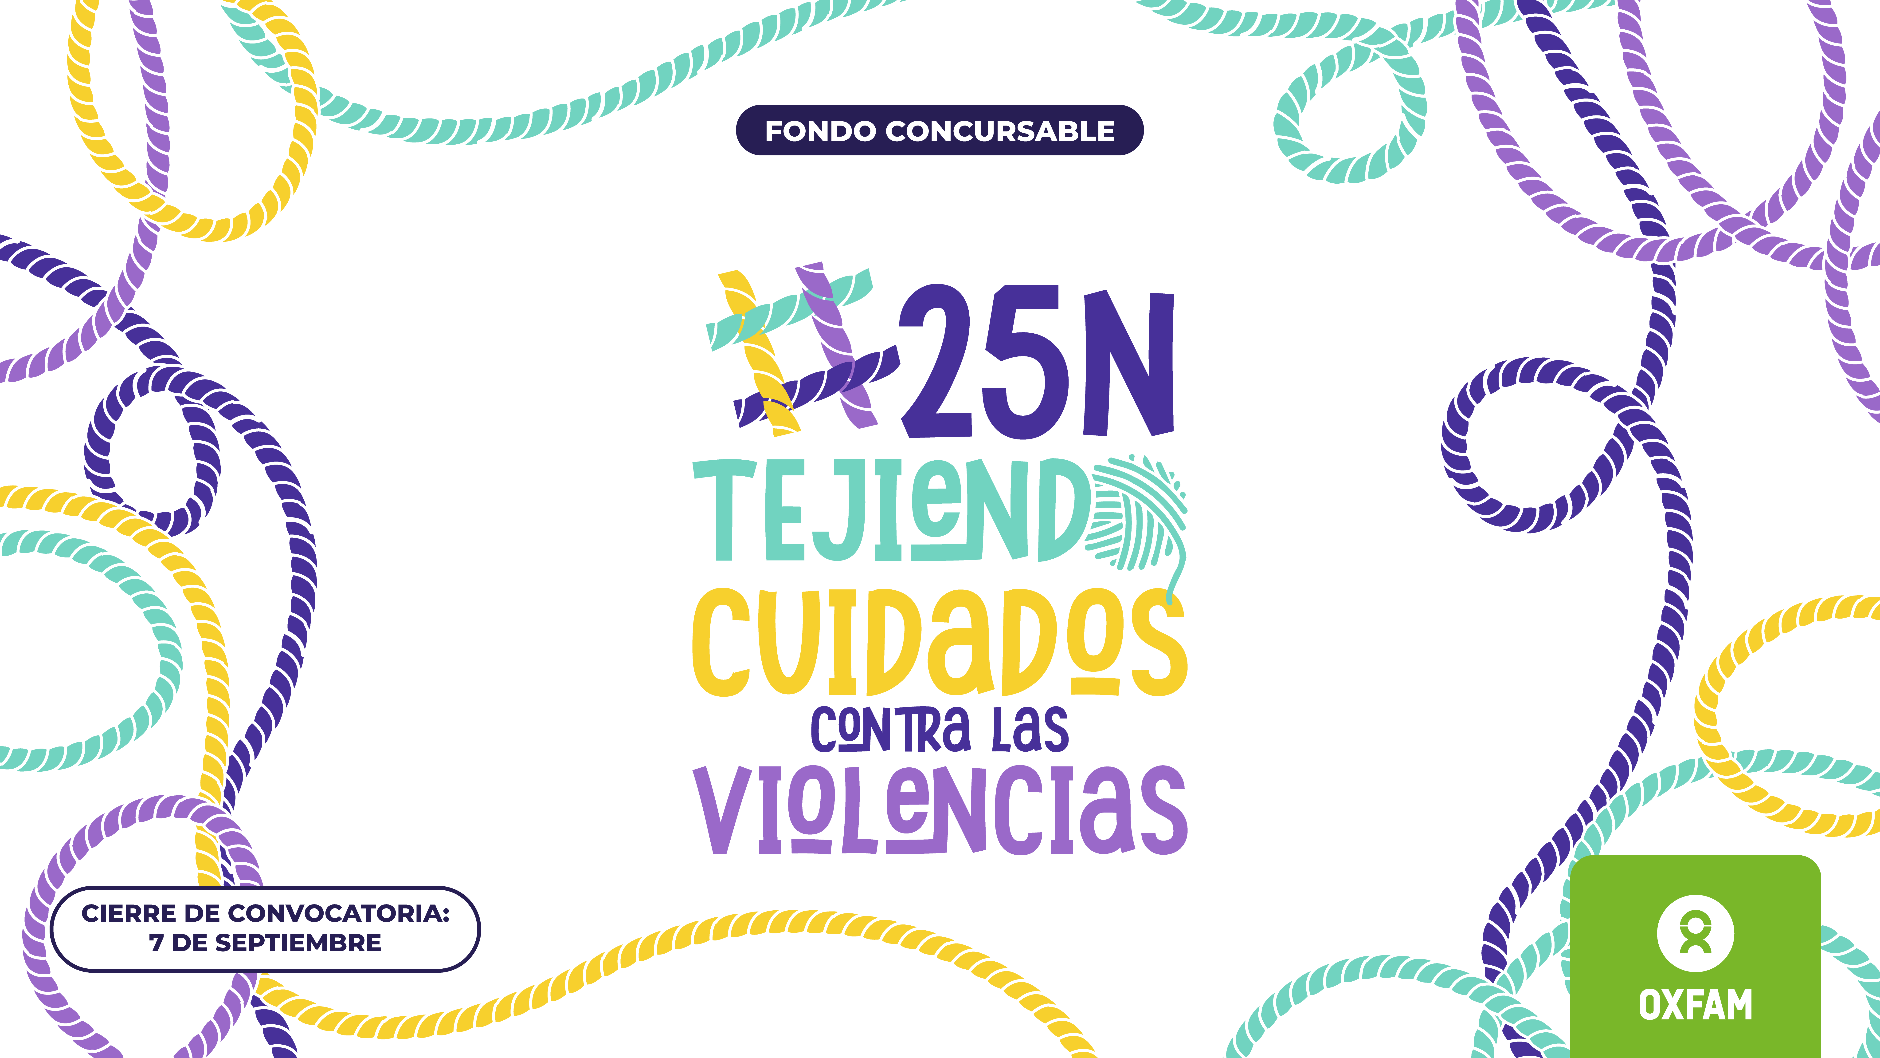 FONDO CONCURSABLE
#25N
TEJIENDO
CUIDADOS
CONTRA LAS
VIOLENCIAS
CIERRE DE CONVOCATORIA:
7 DE SEPTIEMBRE
OXFAM